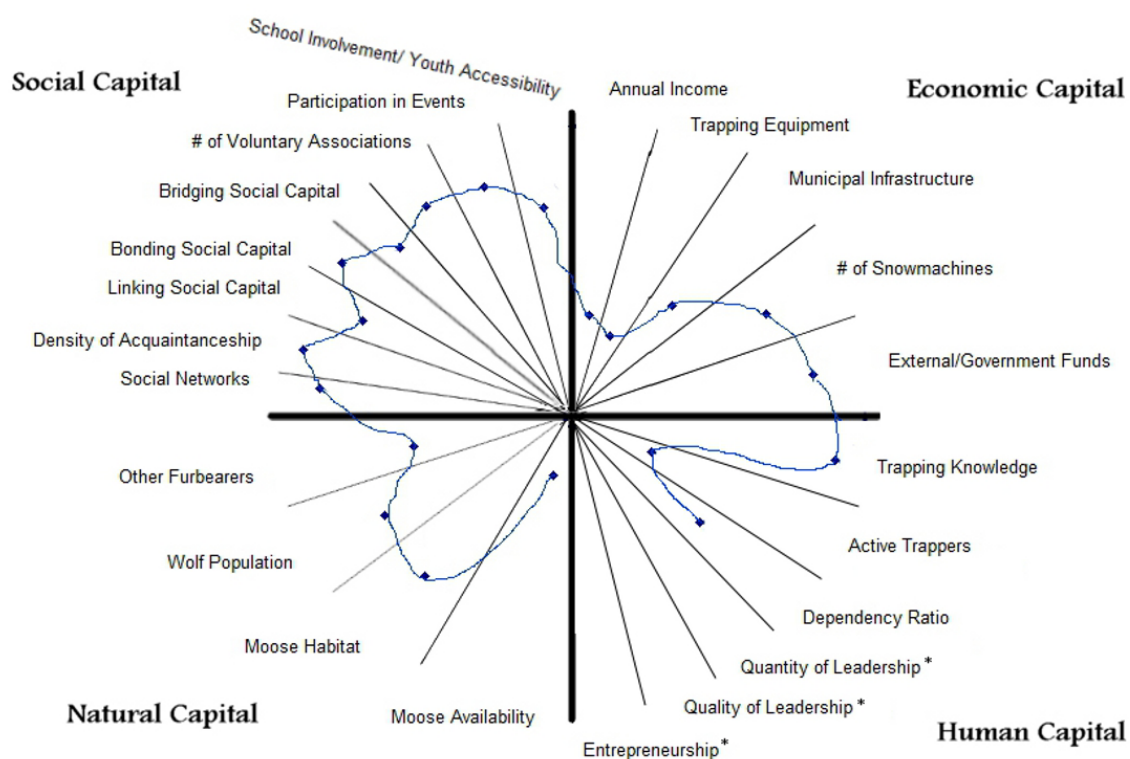 School Involvement/ Youth Accessibility
Social Capital
Annual Income
Economic Capital
Participation in Events
Trapping Equipment
# of Voluntary Associations
Bridging Social Capital
Municipal Infrastructure
Bonding Social Capital
# of Snowmachines
Linking Social Capital
Density of Acquaintanceship
External/Government Funds
Social Networks
Other Furbearers
Trapping Knowledge
Wolf Population
Active Trappers
Dependency Ratio
Moose Habitat
Quantity of Leadership*
Natural Capital
Moose Availability
Quality of Leadership*
Human Capital
Entrepreneurship*